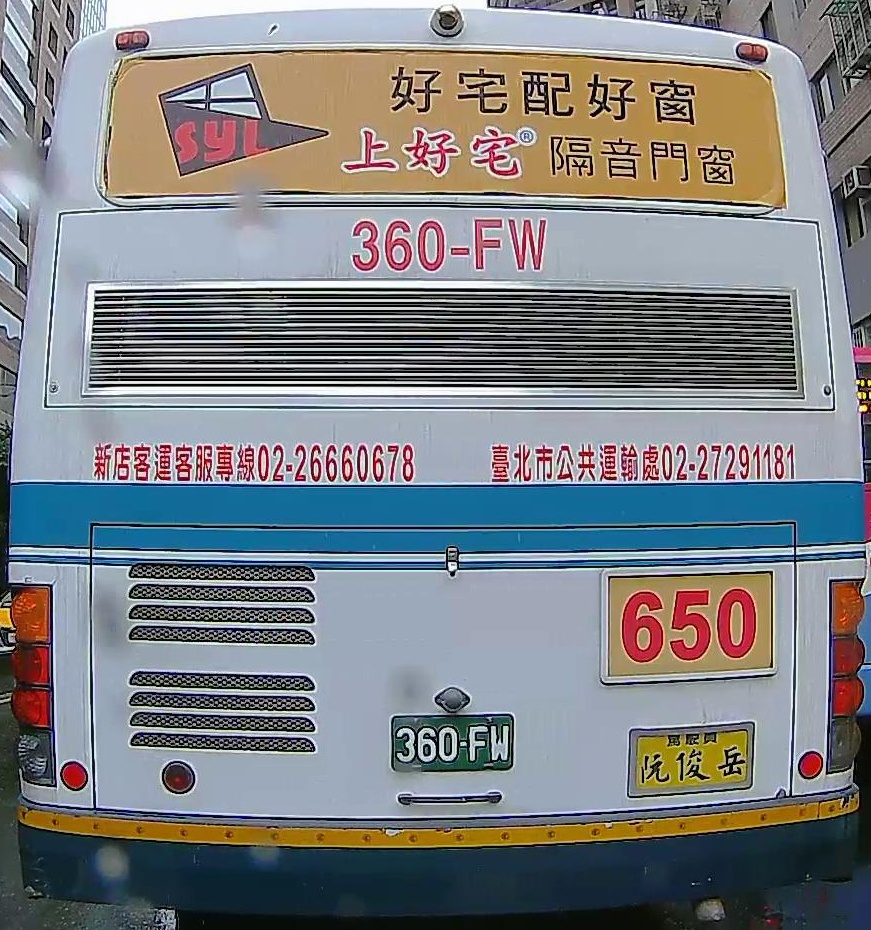 好宅配好窗
SYL
上好宅® 隔音門窗
360-FW
新店客運客服專線02-26660678
臺北市公共運輸處02-27291181
650
360-FW
駕駛員
阮俊岳